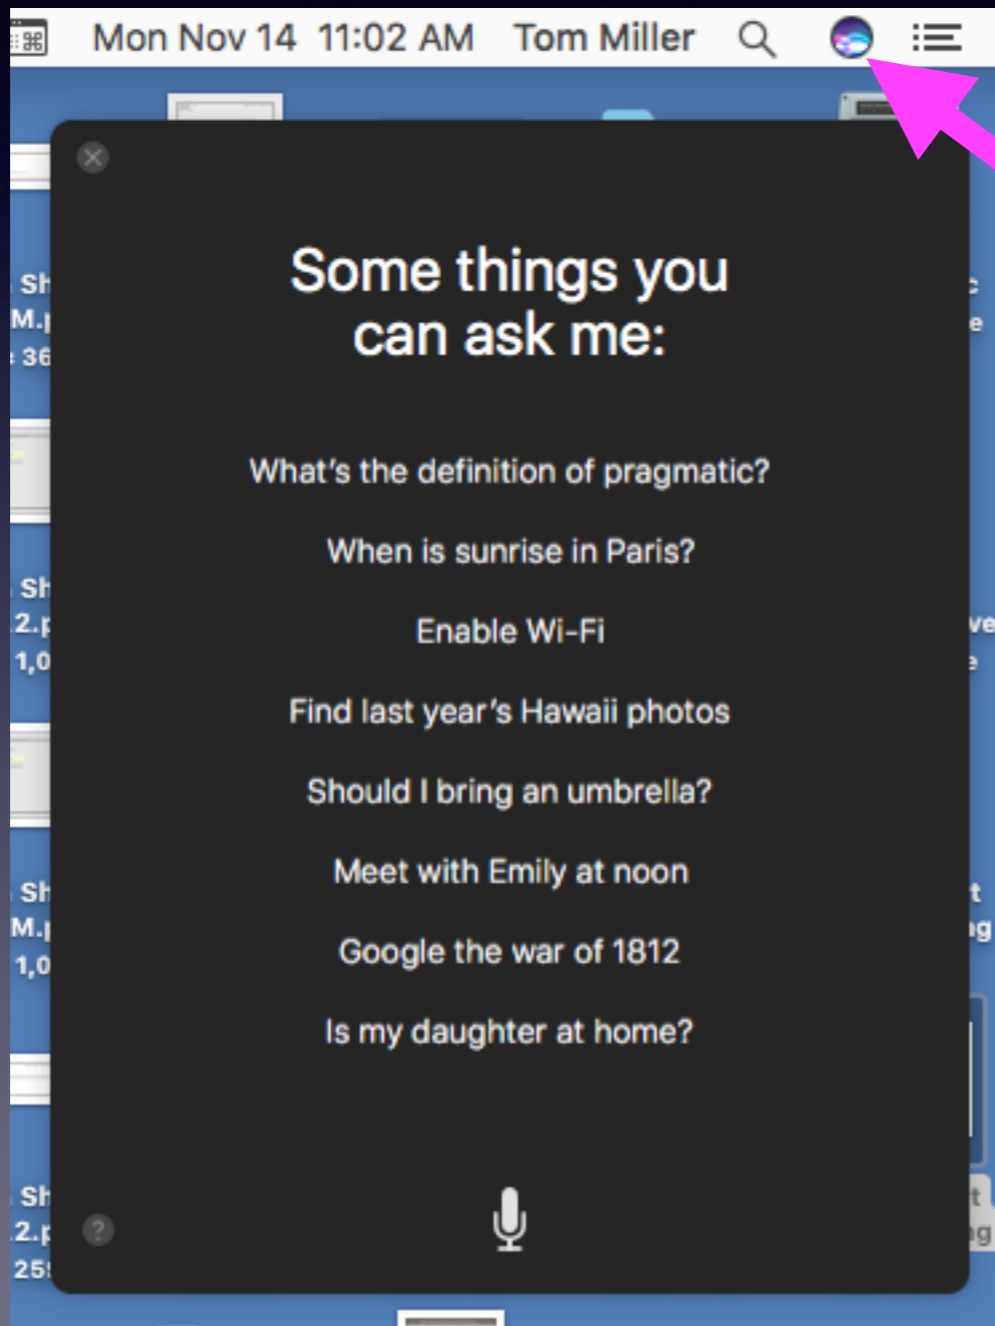 Mon Nov 14 11:02 AM Tom Miller
Some things you
can ask me:
What's the definition of pragmatic?
When is sunrise in Paris?
Enable Wi-Fi
Find last year's Hawaii photos
Should I bring an umbrella?
Meet with Emily at noon
Google the war of 1812
Is my daughter at home?
?